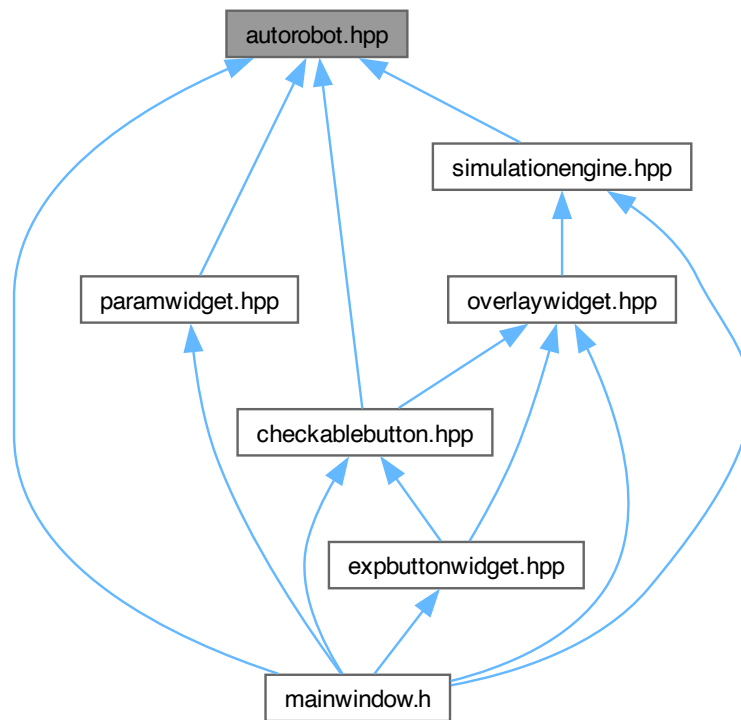 autorobot.hpp
simulationengine.hpp
paramwidget.hpp
overlaywidget.hpp
checkablebutton.hpp
expbuttonwidget.hpp
mainwindow.h